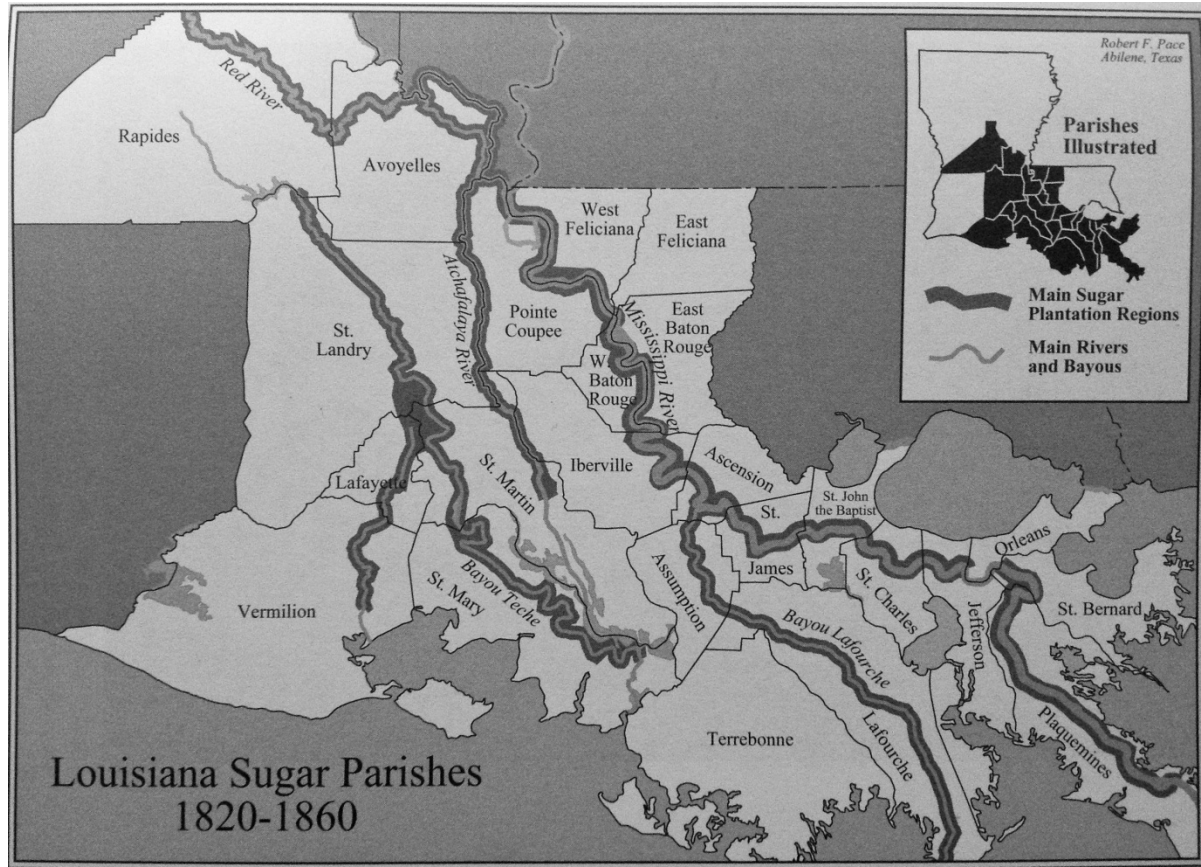 Robert F. Pace
Abilene, Texas
Parishes
Illustrated
Main Sugar
Plantation Regions
Main Rivers
and Bayous
Red River
Rapides
Avoyelles
West
Feliciana
East
Feliciana
Atchafalaya River
Pointe
Coupee
Mississippi River
East
Baton
Rouge
St.
Landry
W.
Baton
Rouge
Lafayette
St. Martin
Iberville
Ascension
St.
James
St. John
the Baptist
Orleans
Vermilion
St. Mary
Bayou Teche
Assumption
St. Charles
Jefferson
St. Bernard
Bayou Lafourche
Terrebonne
Lafourche
Plaquemines
Louisiana Sugar Parishes
1820-1860